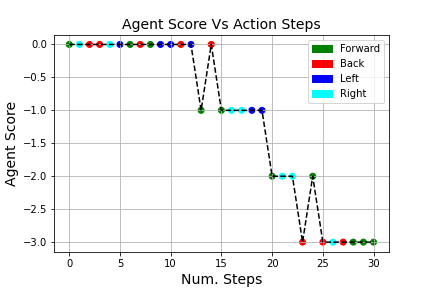 Agent Score Vs Action Steps
Agent Score
0.0
−0.5
−1.0
−1.5
−2.0
−2.5
−3.0
Forward
Back
Left
Right
0 5 10 15 20 25 30
Num. Steps